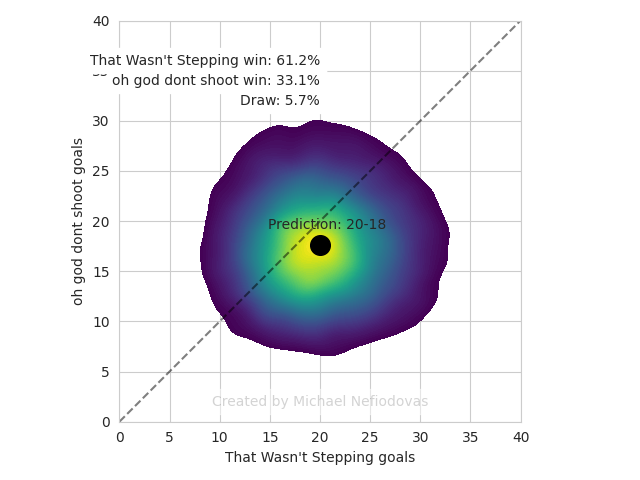 40
That Wasn't Stepping win: 61.2%
oh god dont shoot win: 33.1%
Draw: 5.7%
30
25
20
15
10
5
0
oh god dont shoot goals
Prediction: 20-18
Created by Michael Nefiodovas
0 5 10 15 20 25 30 35 40
That Wasn't Stepping goals